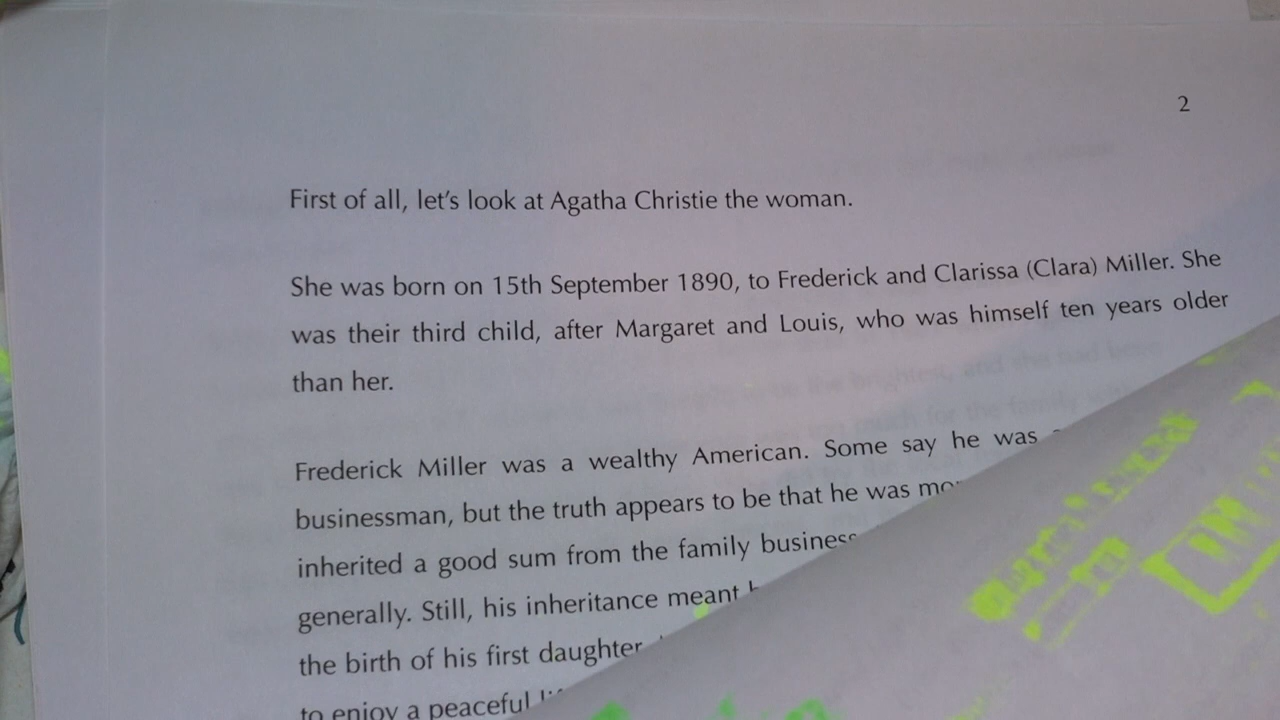 2
First of all, let's look at Agatha Christie the woman.
She was born on 15th September 1890, to Frederick and Clarissa (Clara) Miller. She
was their third child, after Margaret and Louis, who was himself ten years older
than her.
Frederick Miller was a wealthy American. Some say he was
businessman, but the truth appears to be that he was
inherited a good sum from the family business
generally. Still, his inheritance meant
the birth of his first daughter
to enjoy a peaceful